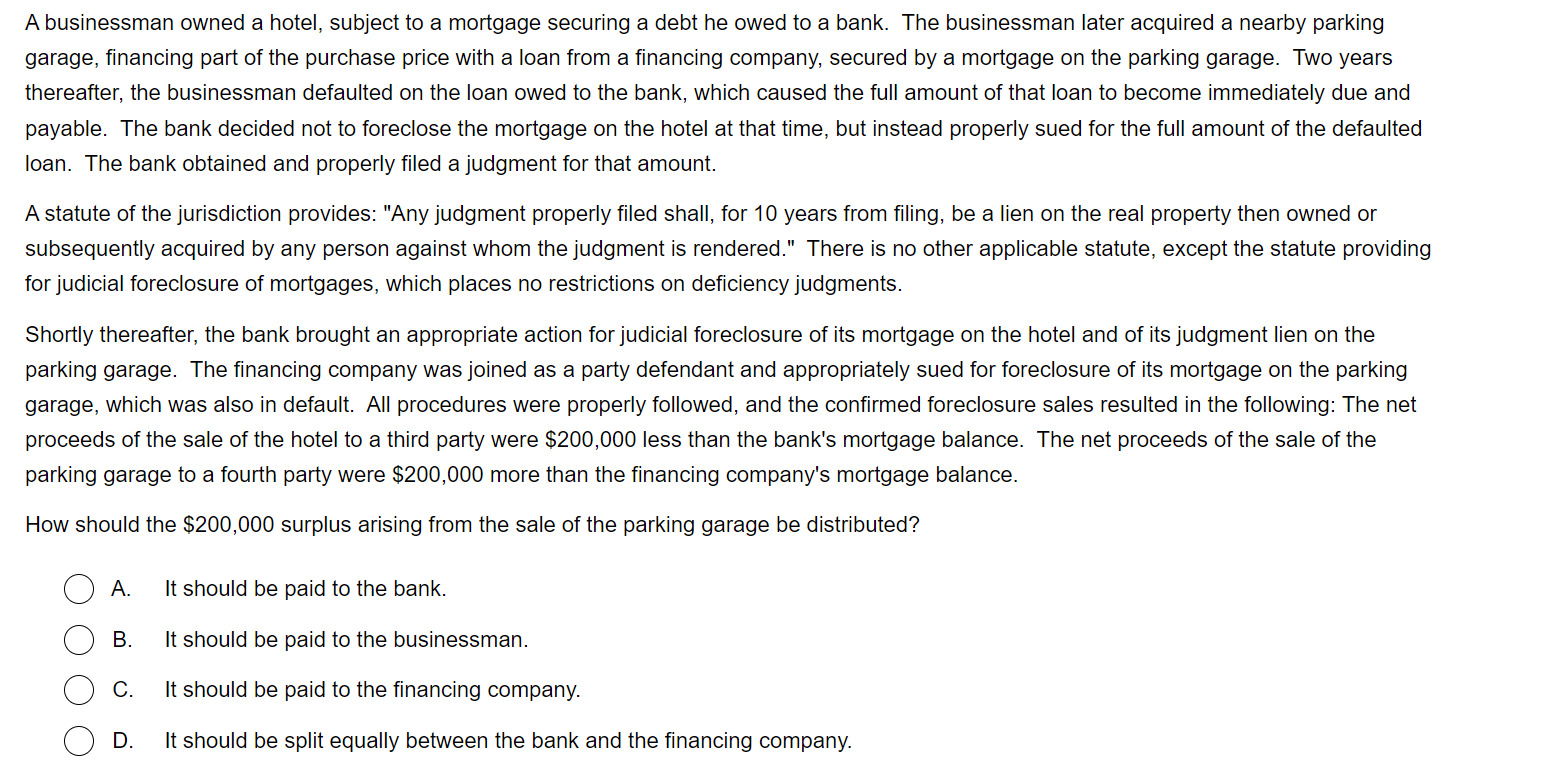 A businessman owned a hotel, subject to a mortgage securing a debt he owed to a bank.  The businessman later acquired a nearby parking
garage, financing part of the purchase price with a loan from a financing company, secured by a mortgage on the parking garage.  Two years
thereafter, the businessman defaulted on the loan owed to the bank, which caused the full amount of that loan to become immediately due and
payable.  The bank decided not to foreclose the mortgage on the hotel at that time, but instead properly sued for the full amount of the defaulted
loan.  The bank obtained and properly filed a judgment for that amount.
A statute of the jurisdiction provides: "Any judgment properly filed shall, for 10 years from filing, be a lien on the real property then owned or
subsequently acquired by any person against whom the judgment is rendered."  There is no other applicable statute, except the statute providing
for judicial foreclosure of mortgages, which places no restrictions on deficiency judgments.
Shortly thereafter, the bank brought an appropriate action for judicial foreclosure of its mortgage on the hotel and of its judgment lien on the
parking garage.  The financing company was joined as a party defendant and appropriately sued for foreclosure of its mortgage on the parking
garage, which was also in default.  All procedures were properly followed, and the confirmed foreclosure sales resulted in the following: The net
proceeds of the sale of the hotel to a third party were $200,000 less than the bank's mortgage balance.  The net proceeds of the sale of the
parking garage to a fourth party were $200,000 more than the financing company's mortgage balance.
How should the $200,000 surplus arising from the sale of the parking garage be distributed?
A. It should be paid to the bank.
B. It should be paid to the businessman.
C. It should be paid to the financing company.
D. It should be split equally between the bank and the financing company.